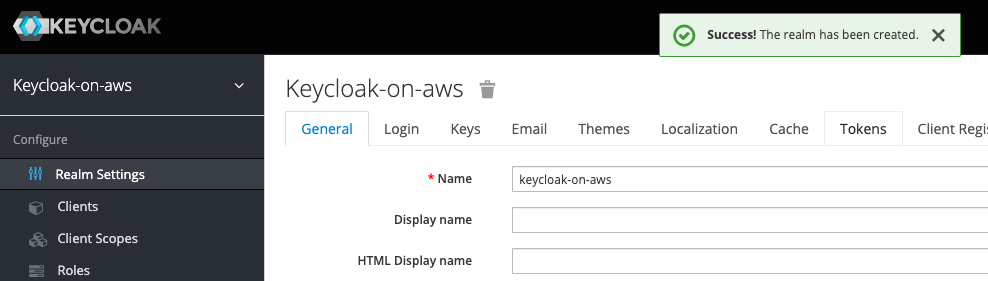 KEYCLOAK
Success! The realm has been created.
Keycloak-on-aws
Configure
Realm Settings
Clients
Client Scopes
Roles
Keycloak-on-aws
General Login Keys Email Themes Localization Cache Tokens Client Regis
* Name keycloak-on-aws
Display name
HTML Display name